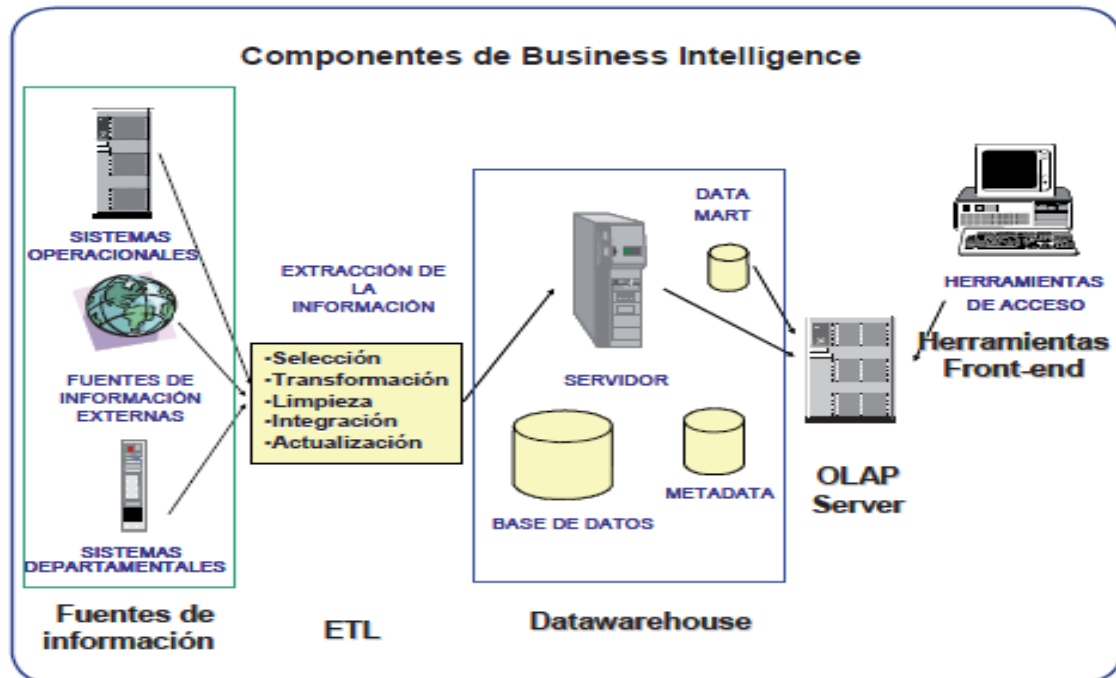 Componentes de Business Intelligence
SISTEMAS
OPERACIONALES
FUENTES DE
INFORMACIÓN
EXTERNAS
SISTEMAS
DEPARTAMENTALES
Fuentes de
información
EXTRACCIÓN DE
LA
INFORMACIÓN
-Selección
-Transformación
-Limpieza
-Integración
-Actualización
ETL
DATA
MART
SERVIDOR
BASE DE DATOS
METADATA
Datawarehouse
OLAP
Server
HERRAMIENTAS
DE ACCESO
Herramientas
Front-end